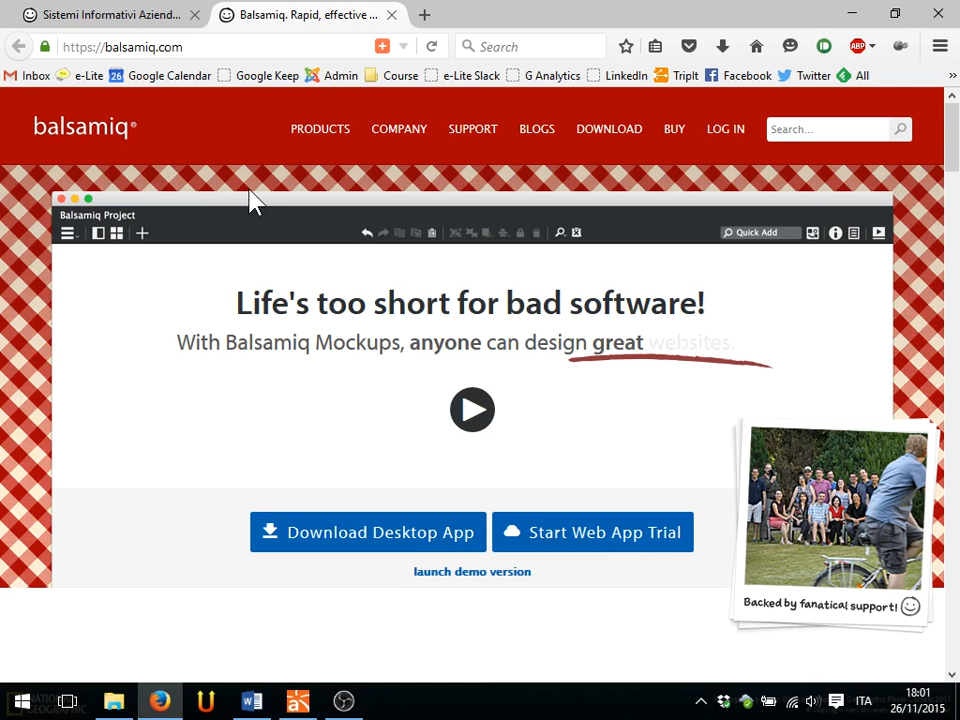 Sistemi Informativi Aziend...
Balsamiq. Rapid, effective ...
https://balsamiq.com
Search
Inbox e-Lite Google Calendar Google Keep Admin Course e-Lite Slack G Analytics LinkedIn TripIt Facebook Twitter All
balsamiq®
PRODUCTS COMPANY SUPPORT BLOGS DOWNLOAD BUY LOG IN Search...
Balsamiq Project
Quick Add
Life's too short for bad software!
With Balsamiq Mockups, anyone can design great websites.
Download Desktop App
Start Web App Trial
launch demo version
Backed by fanatical support!
ITA
18:01
26/11/2015